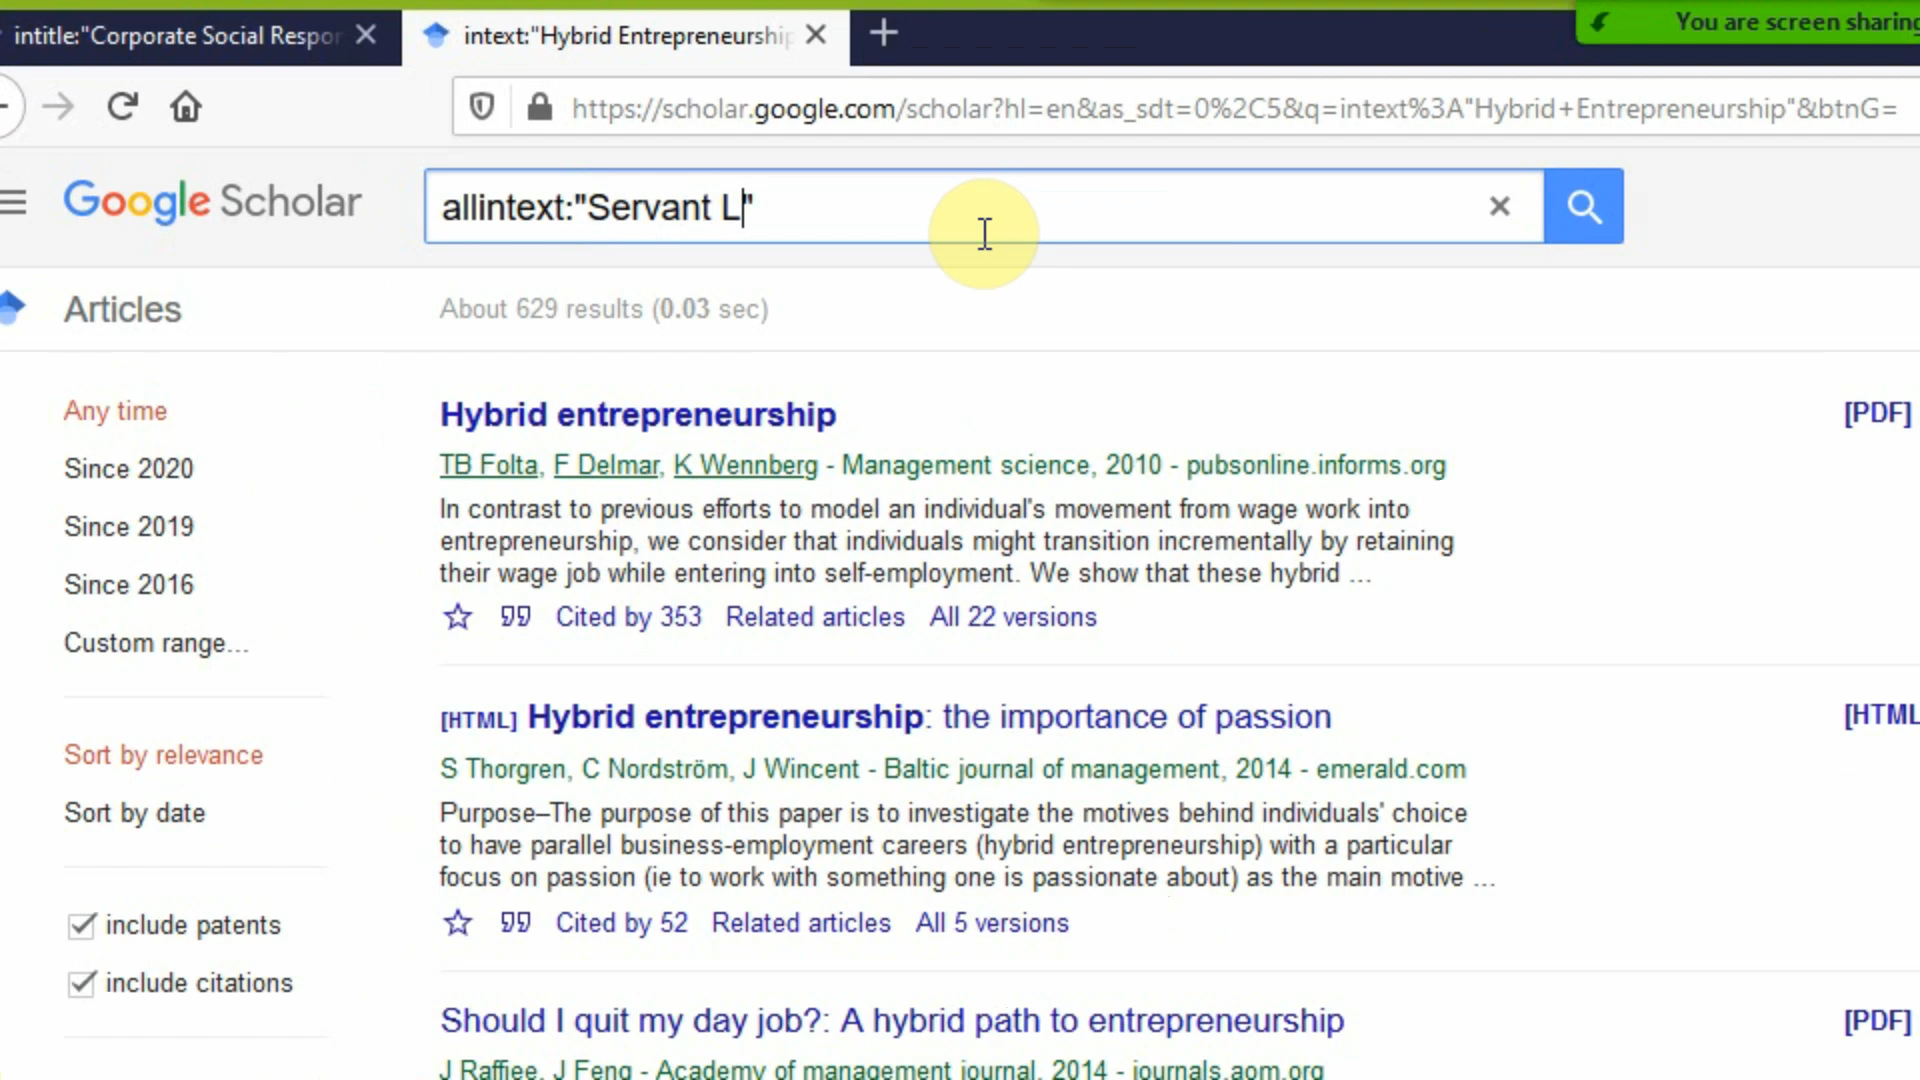 intitle:"Corporate Social Respor
intext:"Hybrid Entrepreneurship
You are screen sharing
https://scholar.google.com/scholar?hl=en&as_sdt=0%2C5&q=intext%3A"Hybrid+Entrepreneurship"&btnG=
Google Scholar
allintext:"Servant L"
Articles
About 629 results (0.03 sec)
Any time
Since 2020
Since 2019
Since 2016
Custom range...
Sort by relevance
Sort by date
include patents
include citations
Hybrid entrepreneurship
[PDF]
TB Folta, F Delmar, K Wennberg - Management science, 2010 - pubsonline.informs.org
In contrast to previous efforts to model an individual's movement from wage work into
entrepreneurship, we consider that individuals might transition incrementally by retaining
their wage job while entering into self-employment. We show that these hybrid ...
Cited by 353 Related articles All 22 versions
[HTML] Hybrid entrepreneurship: the importance of passion
[HTML
S Thorgren, C Nordström, J Wincent - Baltic journal of management, 2014 - emerald.com
Purpose–The purpose of this paper is to investigate the motives behind individuals' choice
to have parallel business-employment careers (hybrid entrepreneurship) with a particular
focus on passion (ie to work with something one is passionate about) as the main motive ...
Cited by 52 Related articles All 5 versions
Should I quit my day job?: A hybrid path to entrepreneurship
[PDF]
J Raffiee, J Feng - Academy of management journal, 2014 - journals.aom.org